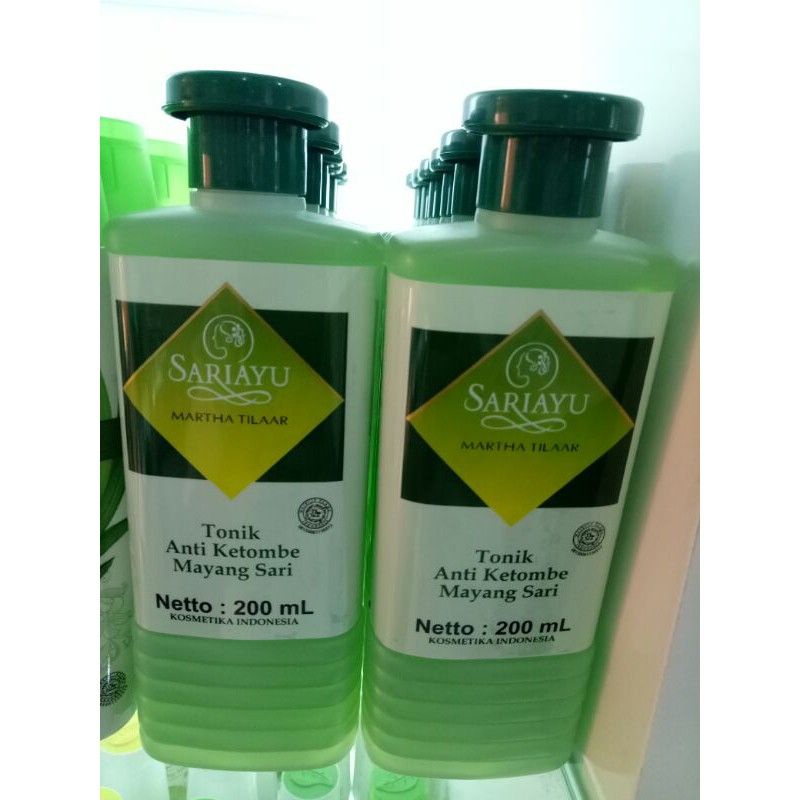 SARIAYU
MARTHA TILAAR
Tonik
Anti Ketombe
Mayang Sari
Netto : 200 mL
KOSMETIKA INDONESIA
SARIAYU
MARTHA TILAAR
Tonik
Anti Ketombe
Mayang Sari
Netto : 200 mL
KOSMETIKA INDONESIA